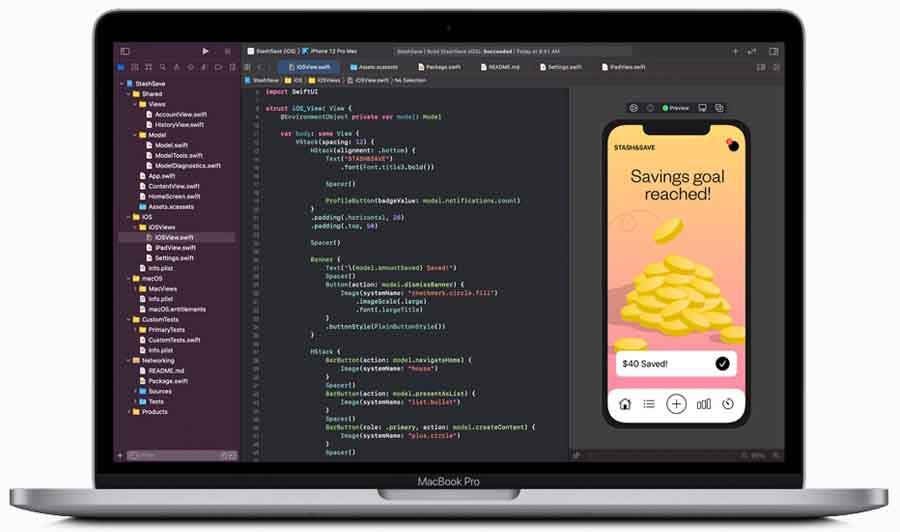 StashSave (iOS) iPhone 12 Pro Max
StashSave | Build StashSave (iOS): Succeeded | Today at 9:41 AM
iOSView.swift
Assets.xcassets
Package.swift
README.md
Settings.swift
iPadView.swift
StashSave
iOS
iOSViews
iOSView.swift
No Selection
StashSave
Shared
Views
AccountView.swift
HistoryView.swift
Model
Model.swift
ModelTools.swift
ModelDiagnostics.swift
App.swift
ContentView.swift
HomeScreen.swift
Assets.xcassets
iOS
iOSViews
iOSView.swift
iPadView.swift
Settings.swift
Info.plist
macOS
MacViews
Info.plist
macOS.entitlements
CustomTests
PrimaryTests
CustomTests.swift
Info.plist
Networking
README.md
Package.swift
Sources
Tests
Products
import SwiftUI
struct iOS_View: View {
@EnvironmentObject private var model: Model
var body: some View {
VStack(spacing: 12) {
HStack(alignment: .bottom) {
Text("STASH&SAVE")
.font(Font.title3.bold())
Spacer()
ProfileButton(badgeValue: model.notifications.count)
}
.padding(.horizontal, 28)
.padding(.top, 50)
Spacer()
Banner {
Text("\(model.amountSaved) Saved!")
Spacer()
Button(action: model.dismissBanner) {
Image(systemName: "checkmark.circle.fill")
.imageScale(.large)
.font(.largeTitle)
}
.buttonStyle(PlainButtonStyle())
}
HStack {
BarButton(action: model.navigateHome) {
Image(systemName: "house")
}
Spacer()
BarButton(action: model.presentAsList) {
Image(systemName: "list.bullet")
}
Spacer()
BarButton(role: .primary, action: model.createContent) {
Image(systemName: "plus.circle")
}
Spacer()
Preview
STASH&SAVE
Savings goal
reached!
$40 Saved!
MacBook Pro